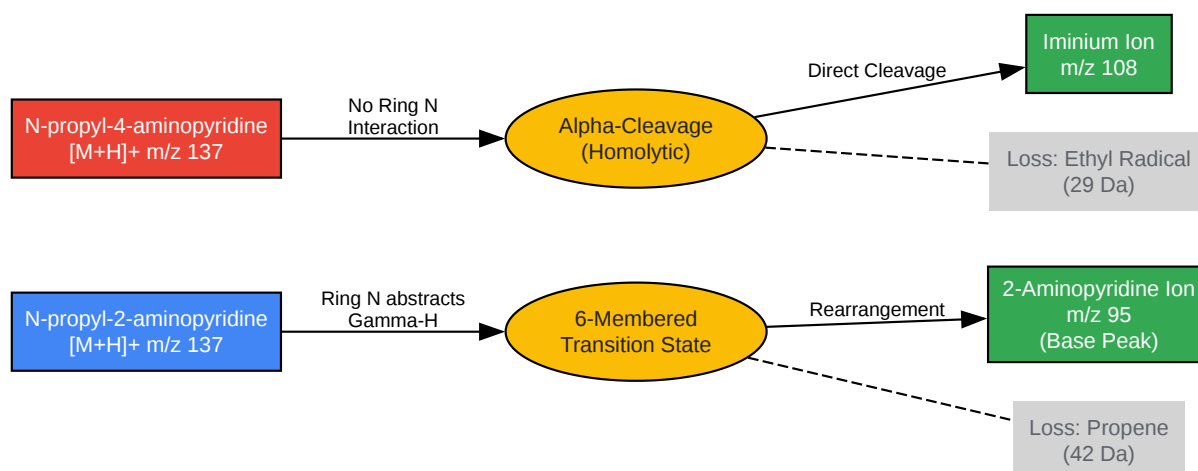 N-propyl-4-aminopyridine
[M+H]+ m/z 137
No Ring N
Interaction
Alpha-Cleavage
(Homolytic)
Direct Cleavage
Iminium Ion
m/z 108
Loss: Ethyl Radical
(29 Da)
N-propyl-2-aminopyridine
[M+H]+ m/z 137
Ring N abstracts
Gamma-H
6-Membered
Transition State
Rearrangement
2-Aminopyridine Ion
m/z 95
(Base Peak)
Loss: Propene
(42 Da)